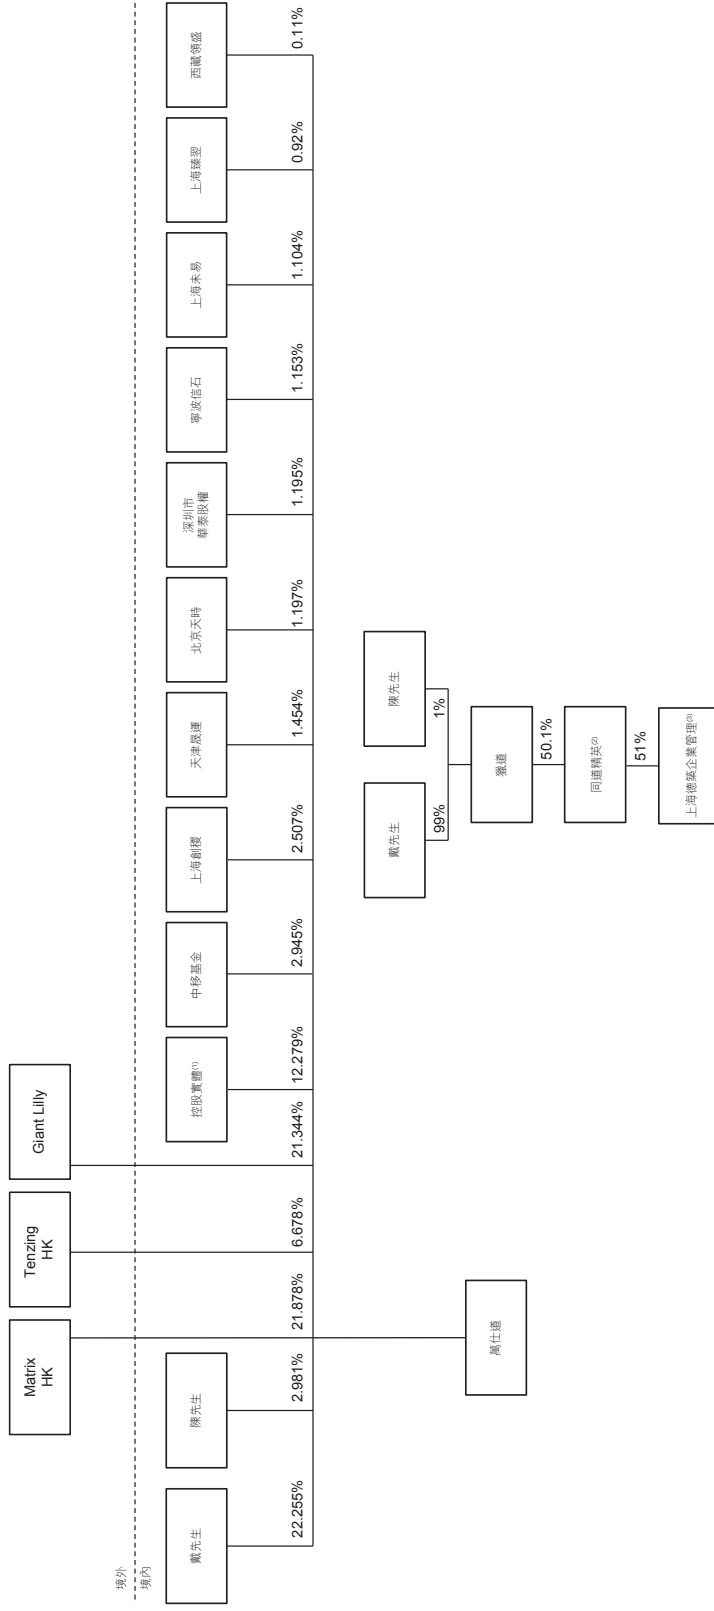 境外
境內
Matrix
HK
Tenzing
HK
Giant Lilly
戴先生
陳先生
控股實體(1)
中移基金
上海創稷
天津晟運
北京天時
深圳市
華泰股權
寧波信石
上海未易
上海臻翌
西藏領盛
22.255%
2.981%
21.878%
6.678%
21.344%
12.279%
2.945%
2.507%
1.454%
1.197%
1.195%
1.153%
1.104%
0.92%
0.11%
萬仕道
戴先生
陳先生
99%
1%
獵道
50.1%
同道精英(2)
51%
上海德築企業管理(3)